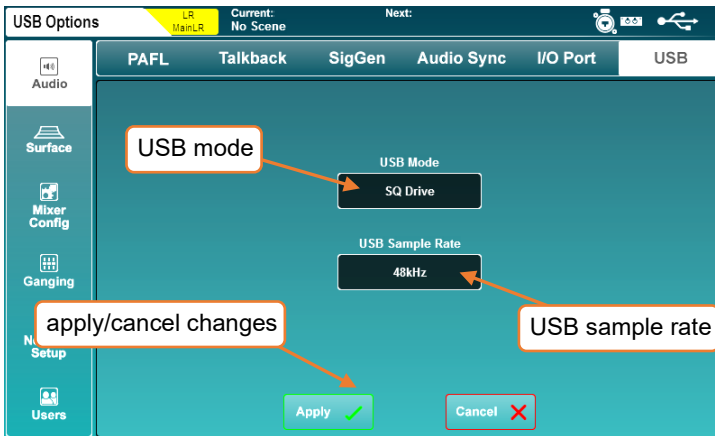 USB Options
LR
MainLR
Current:
No Scene
Next:
Audio
PAFL
Talkback
SigGen
Audio Sync
I/O Port
USB
Surface
USB mode
USB Mode
SQ Drive
Mixer
Config
USB Sample Rate
48kHz
Ganging
apply/cancel changes
USB sample rate
Setup
Users
Apply
Cancel